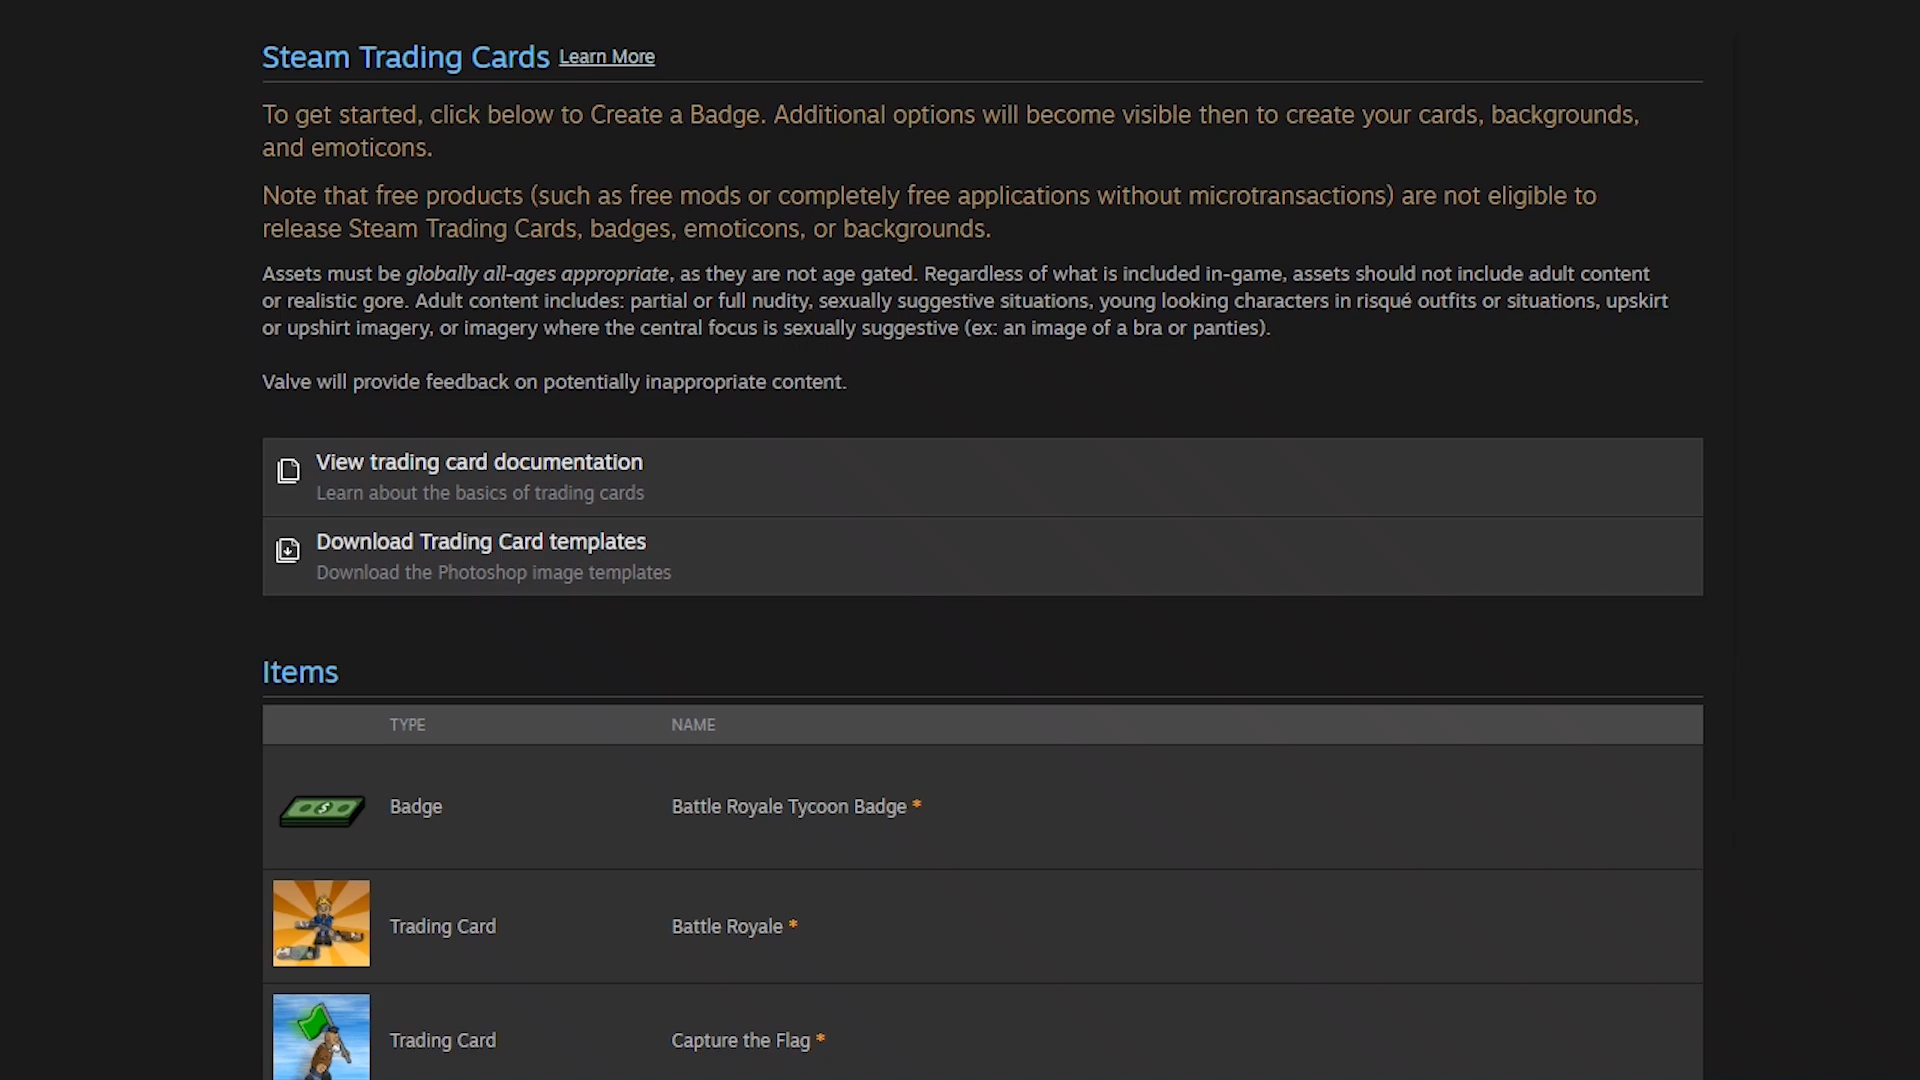 Steam Trading Cards Learn More
To get started, click below to Create a Badge. Additional options will become visible then to create your cards, backgrounds,
and emoticons.
Note that free products (such as free mods or completely free applications without microtransactions) are not eligible to
release Steam Trading Cards, badges, emoticons, or backgrounds.
Assets must be globally all-ages appropriate, as they are not age gated. Regardless of what is included in-game, assets should not include adult content
or realistic gore. Adult content includes: partial or full nudity, sexually suggestive situations, young looking characters in risqué outfits or situations, upskirt
or upshirt imagery, or imagery where the central focus is sexually suggestive (ex: an image of a bra or panties).
Valve will provide feedback on potentially inappropriate content.
View trading card documentation
Learn about the basics of trading cards
Download Trading Card templates
Download the Photoshop image templates
Items
TYPE NAME
$ Badge Battle Royale Tycoon Badge *
Trading Card Battle Royale *
Trading Card Capture the Flag *